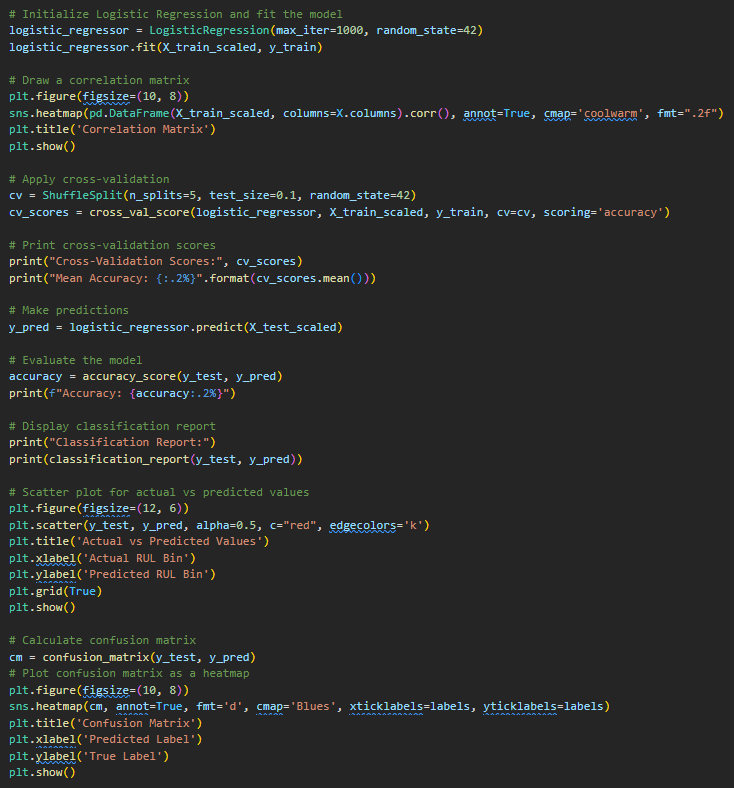 # Initialize Logistic Regression and fit the model
logistic_regressor = LogisticRegression(max_iter=1000, random_state=42)
logistic_regressor.fit(X_train_scaled, y_train)
# Draw a correlation matrix
plt.figure(figsize=(10, 8))
sns.heatmap(pd.DataFrame(X_train_scaled, columns=X.columns).corr(), annot=True, cmap='coolwarm', fmt=".2f")
plt.title('Correlation Matrix')
plt.show()
# Apply cross-validation
cv = ShuffleSplit(n_splits=5, test_size=0.1, random_state=42)
cv_scores = cross_val_score(logistic_regressor, X_train_scaled, y_train, cv=cv, scoring='accuracy')
# Print cross-validation scores
print("Cross-Validation Scores:", cv_scores)
print("Mean Accuracy: {:.2%}".format(cv_scores.mean()))
# Make predictions
y_pred = logistic_regressor.predict(X_test_scaled)
# Evaluate the model
accuracy = accuracy_score(y_test, y_pred)
print(f"Accuracy: {accuracy:.2%}")
# Display classification report
print("Classification Report:")
print(classification_report(y_test, y_pred))
# Scatter plot for actual vs predicted values
plt.figure(figsize=(12, 6))
plt.scatter(y_test, y_pred, alpha=0.5, c="red", edgecolors='k')
plt.title('Actual vs Predicted Values')
plt.xlabel('Actual RUL Bin')
plt.ylabel('Predicted RUL Bin')
plt.grid(True)
plt.show()
# Calculate confusion matrix
cm = confusion_matrix(y_test, y_pred)
# Plot confusion matrix as a heatmap
plt.figure(figsize=(10, 8))
sns.heatmap(cm, annot=True, fmt='d', cmap='Blues', xticklabels=labels, yticklabels=labels)
plt.title('Confusion Matrix')
plt.xlabel('Predicted Label')
plt.ylabel('True Label')
plt.show()